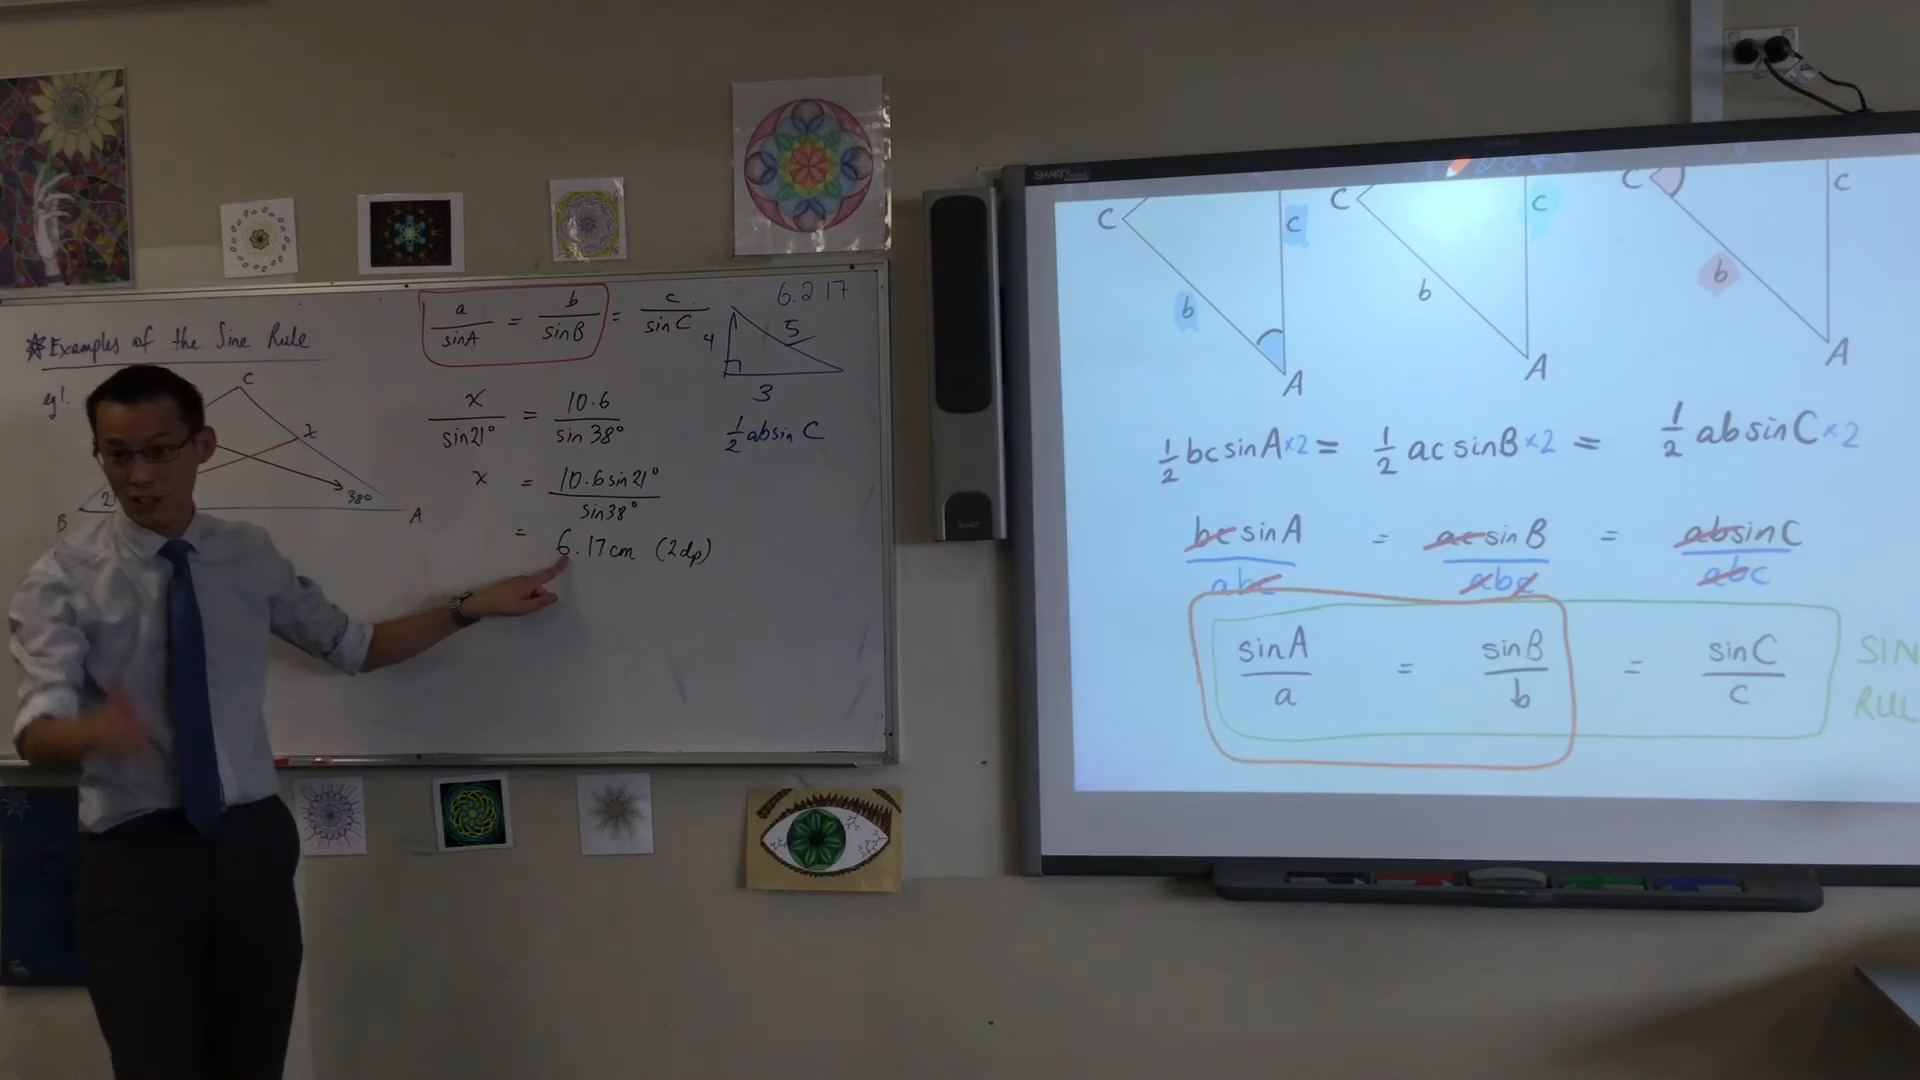 6.2.17
* Examples of the Sine Rule
a/sinA = b/sinB = c/sinC
4
5
3
½absinC
eg1.
C
x
38°
B
A
x/sin21° = 10.6/sin38°
x = 10.6sin21°/sin38°
= 6.17cm (2dp)
SMART
SMART
C c C c C c
b b b
A A A
½bcsinA×2 = ½acsinB×2 = ½absinC×2
bcsinA/abc = acsinB/abc = absinC/abc
sinA/a = sinB/b = sinC/c